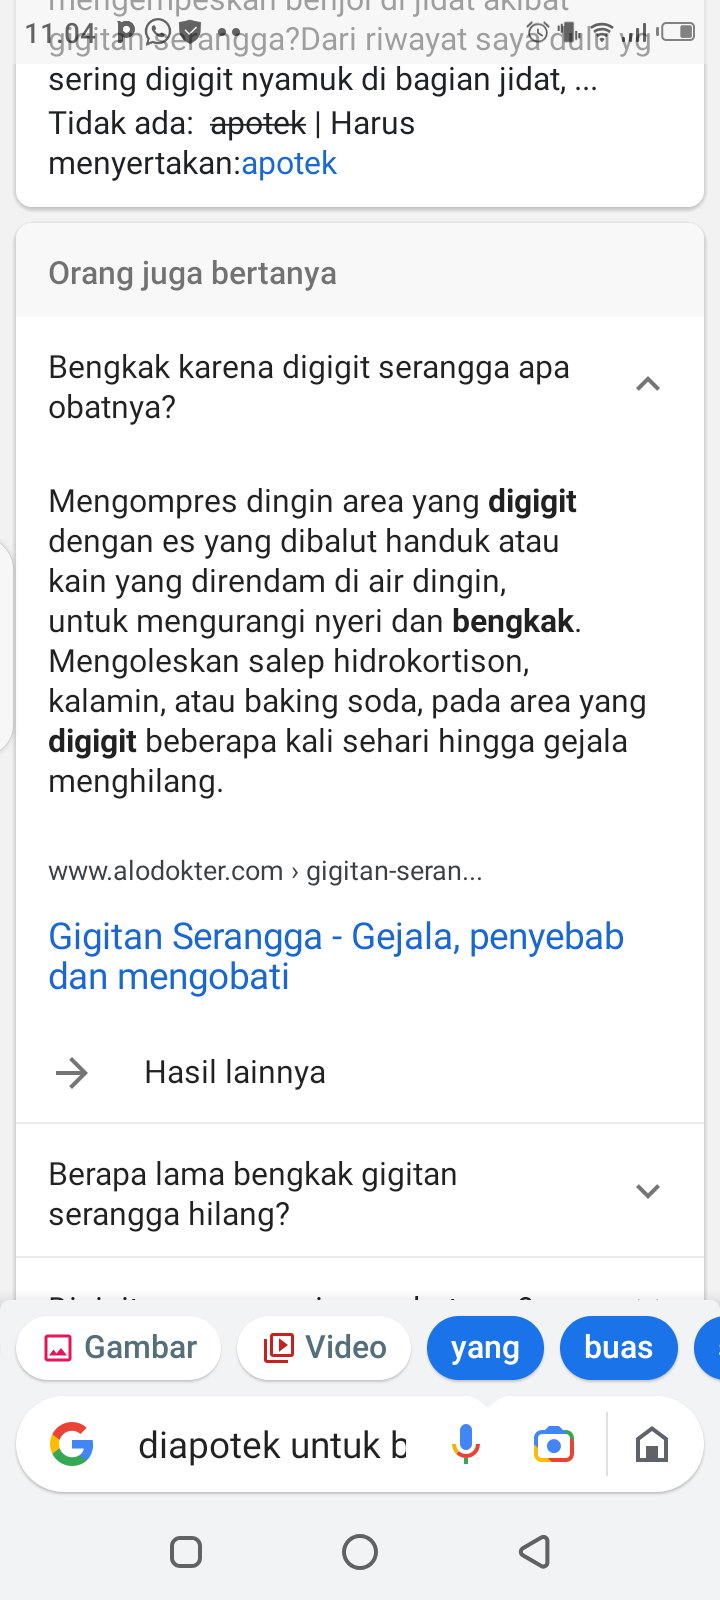 mengempeskan benjol di jidat akibat
11.04
gigitan serangga?Dari riwayat saya dulu yg
sering digigit nyamuk di bagian jidat, ...
Tidak ada: apotek | Harus
menyertakan:apotek
Orang juga bertanya
Bengkak karena digigit serangga apa
obatnya?
Mengompres dingin area yang digigit
dengan es yang dibalut handuk atau
kain yang direndam di air dingin,
untuk mengurangi nyeri dan bengkak.
Mengoleskan salep hidrokortison,
kalamin, atau baking soda, pada area yang
digigit beberapa kali sehari hingga gejala
menghilang.
www.alodokter.com › gigitan-seran...
Gigitan Serangga - Gejala, penyebab
dan mengobati
Hasil lainnya
Berapa lama bengkak gigitan
serangga hilang?
Gambar
Video
yang
buas
diapotek untuk b